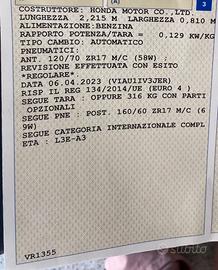 (A)
3
COSTRUTTORE: HONDA MOTOR CO.,LTD.
LUNGHEZZA 2,215 M LARGHEZZA 0,810 M
ALIMENTAZIONE:BENZINA
RAPPORTO POTENZA/TARA = 0,129 KW/KG
TIPO CAMBIO: AUTOMATICO
PNEUMATICI:
ANT. 120/70 ZR17 M/C (58W) ;
REVISIONE EFFETTUATA CON ESITO
*REGOLARE*
DATA 06.04.2023 (VIAU1IV3JER)
RISP IL REG 134/2014/UE (EURO 4 )
SEGUE TARA : OPPURE 316 KG CON PARTI
OPZIONALI
SEGUE PNE : POST. 160/60 ZR17 M/C (6
9W)
SEGUE CATEGORIA INTERNAZIONALE COMPL
ETA : L3E-A3
VR1355
subito